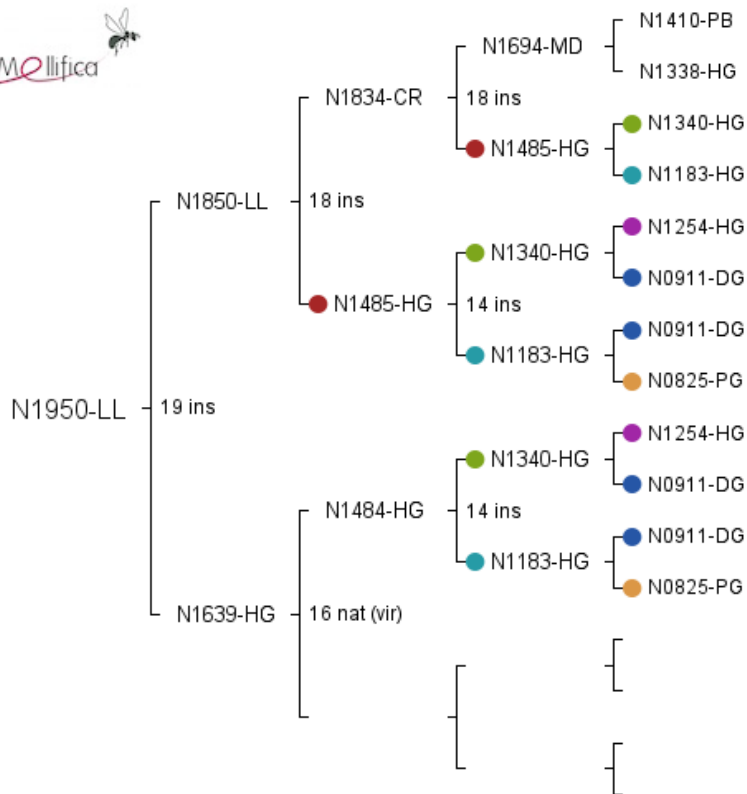 Mellifica
N1410-PB
N1694-MD
N1338-HG
N1834-CR
18 ins
N1340-HG
N1485-HG
N1183-HG
N1850-LL
18 ins
N1254-HG
N1340-HG
N0911-DG
N1485-HG
14 ins
N0911-DG
N1183-HG
N0825-PG
N1950-LL
19 ins
N1254-HG
N1340-HG
N0911-DG
N1484-HG
14 ins
N0911-DG
N1183-HG
N0825-PG
N1639-HG
16 nat (vir)